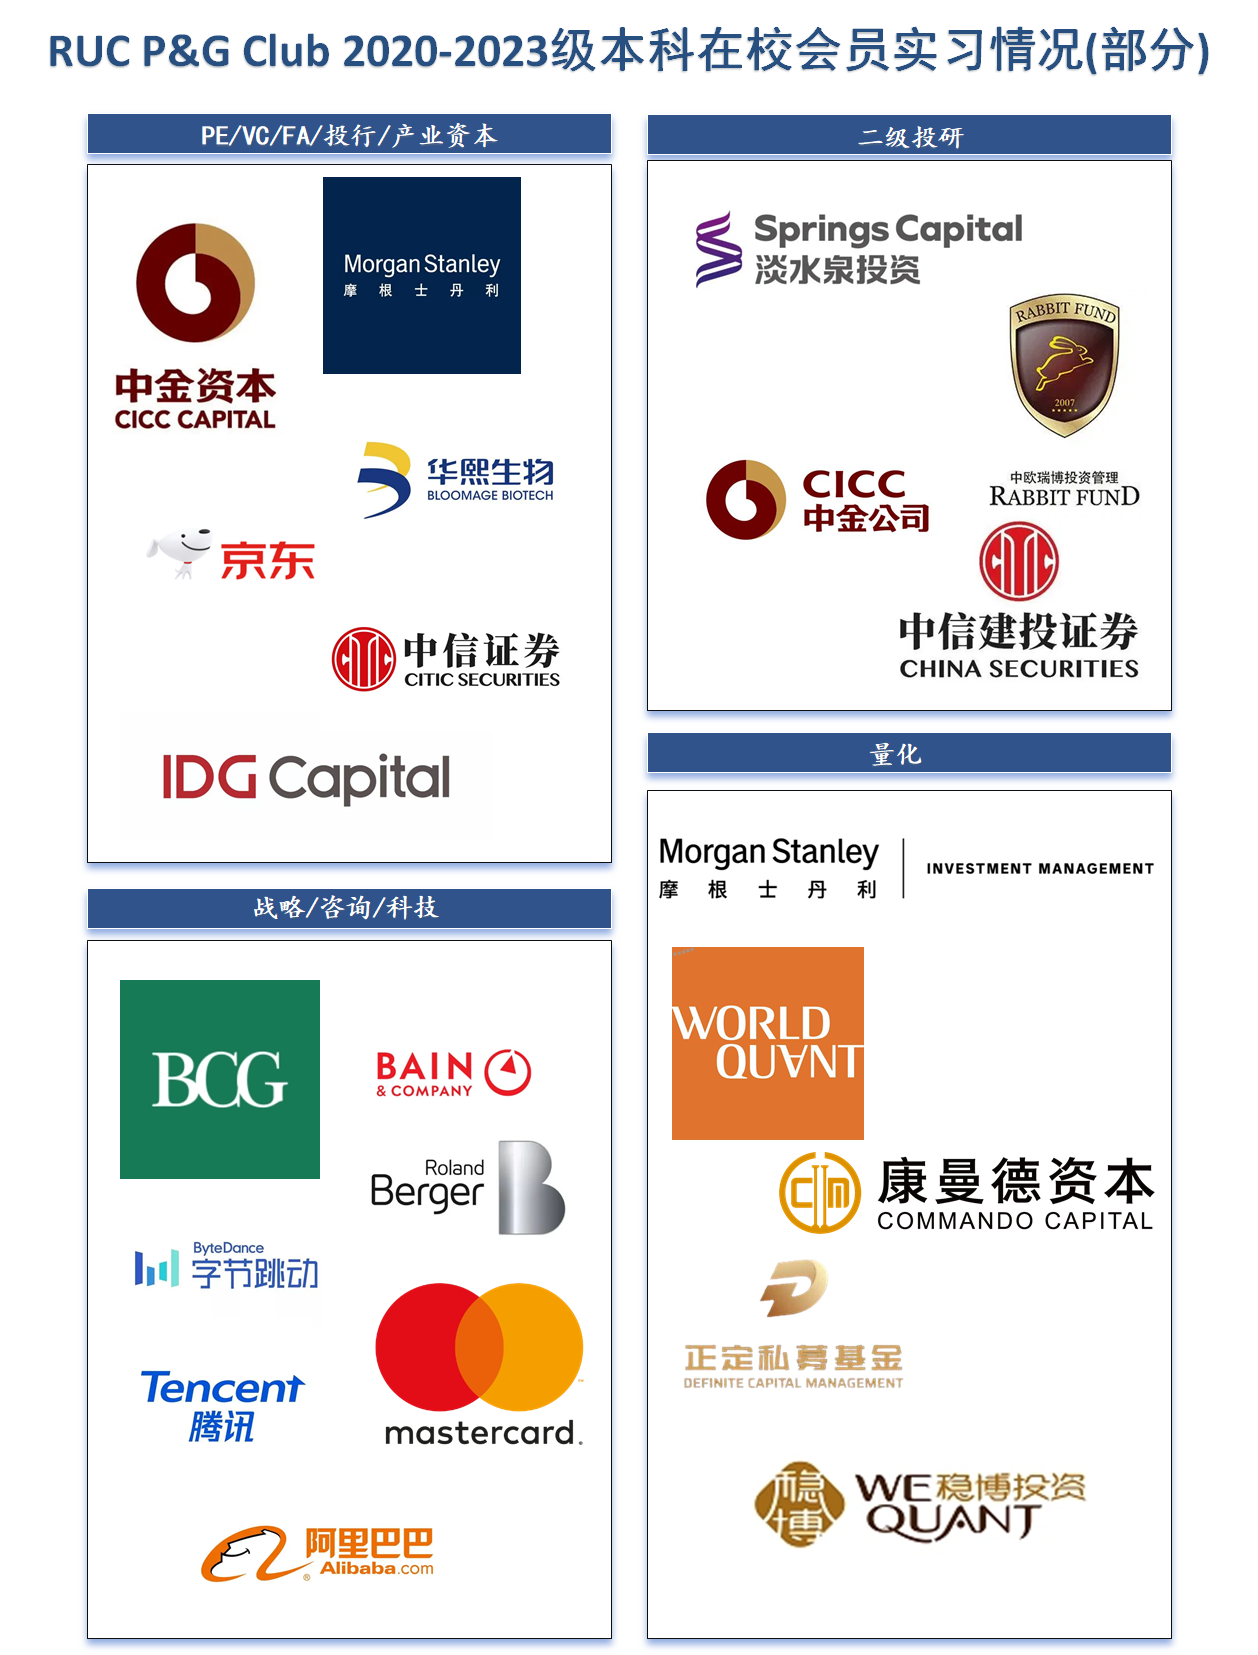 RUC P&G Club 2020-2023级本科在校会员实习情况(部分)
PE/VC/FA/投行/产业资本
中金资本
CICC CAPITAL
Morgan Stanley
摩根士丹利
华熙生物
BLOOMAGE BIOTECH
京东
中信证券
CITIC SECURITIES
IDG Capital
战略/咨询/科技
BCG
BAIN
& COMPANY
Roland
Berger
ByteDance
字节跳动
Tencent
腾讯
mastercard.
阿里巴巴
Alibaba.com
二级投研
Springs Capital
淡水泉投资
RABBIT FUND
2007
中欧瑞博投资管理
RABBIT FUND
CICC
中金公司
中信建投证券
CHINA SECURITIES
量化
Morgan Stanley
摩根士丹利
INVESTMENT MANAGEMENT
WORLD
QUANT
康曼德资本
COMMANDO CAPITAL
正定私募基金
DEFINITE CAPITAL MANAGEMENT
稳博
WE稳博投资
QUANT